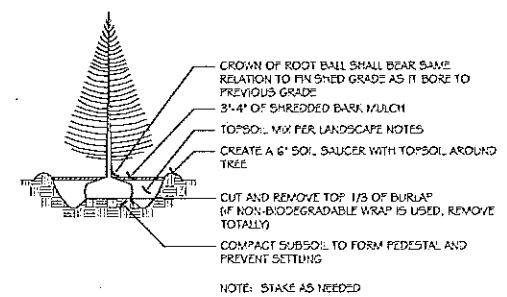 CROWN OF ROOT BALL SHALL BEAR SAME
RELATION TO FINISHED GRADE AS IT BORE TO
PREVIOUS GRADE
3"-4" OF SHREDDED BARK MULCH
TOPSOIL MIX PER LANDSCAPE NOTES
CREATE A 6" SOIL SAUCER WITH TOPSOIL AROUND
TREE
CUT AND REMOVE TOP 1/3 OF BURLAP
(IF NON-BIODEGRADABLE WRAP IS USED, REMOVE
TOTALLY)
COMPACT SUBSOIL TO FORM PEDESTAL AND
PREVENT SETTLING
NOTE: STAKE AS NEEDED